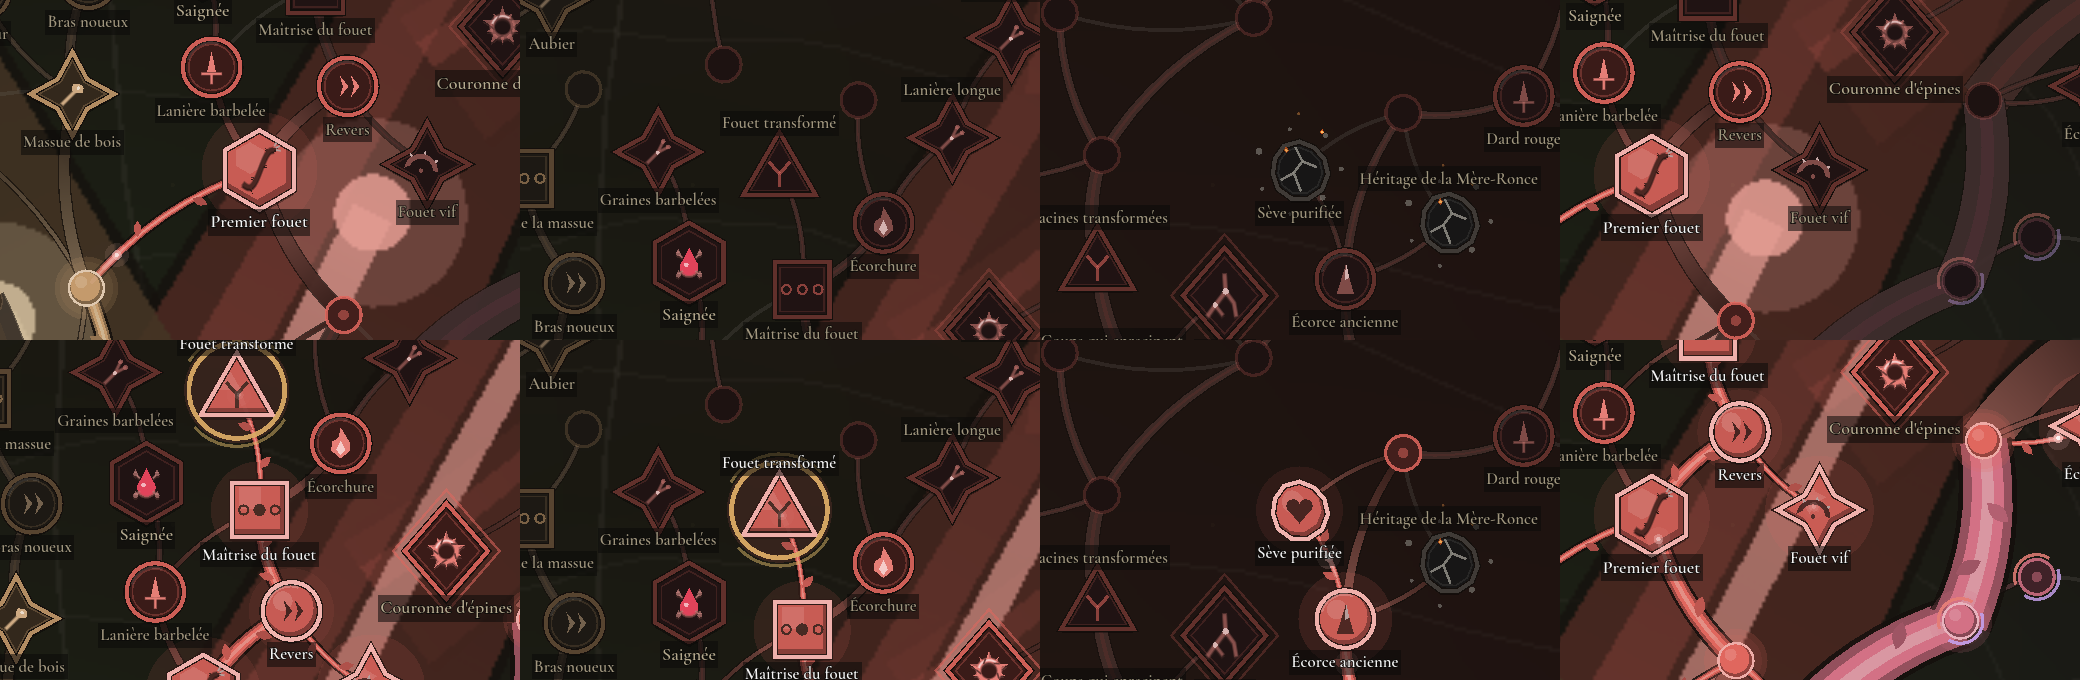 Bras noueux
Saignée
Maîtrise du fouet
Lanière barbelée
Couronne d
Massue de bois
Revers
Premier fouet
Fouet vif
Aubier
Lanière longue
Fouet transformé
Graines barbelées
e la massue
Écorchure
Saignée
Bras noueux
Maîtrise du fouet
Dard rouge
Héritage de la Mère-Ronce
Sève purifiée
acines transformées
Écorce ancienne
Saignée
Maîtrise du fouet
Couronne d'épines
anière barbelée
Revers
Éc
Premier fouet
Fouet vif
Fouet transformé
Graines barbelées
massue
Écorchure
Saignée
ras noueux
Maîtrise du fouet
Couronne d'épines
Lanière barbelée
Revers
ue de bois
Aubier
Lanière longue
Fouet transformé
Graines barbelées
e la massue
Écorchure
Saignée
Bras noueux
Maîtrise du fouet
Dard rouge
Héritage de la Mère-Ronce
Sève purifiée
acines transformées
Écorce ancienne
Saignée
Maîtrise du fouet
Couronne d'épines
anière barbelée
Revers
Éc
Premier fouet
Fouet vif